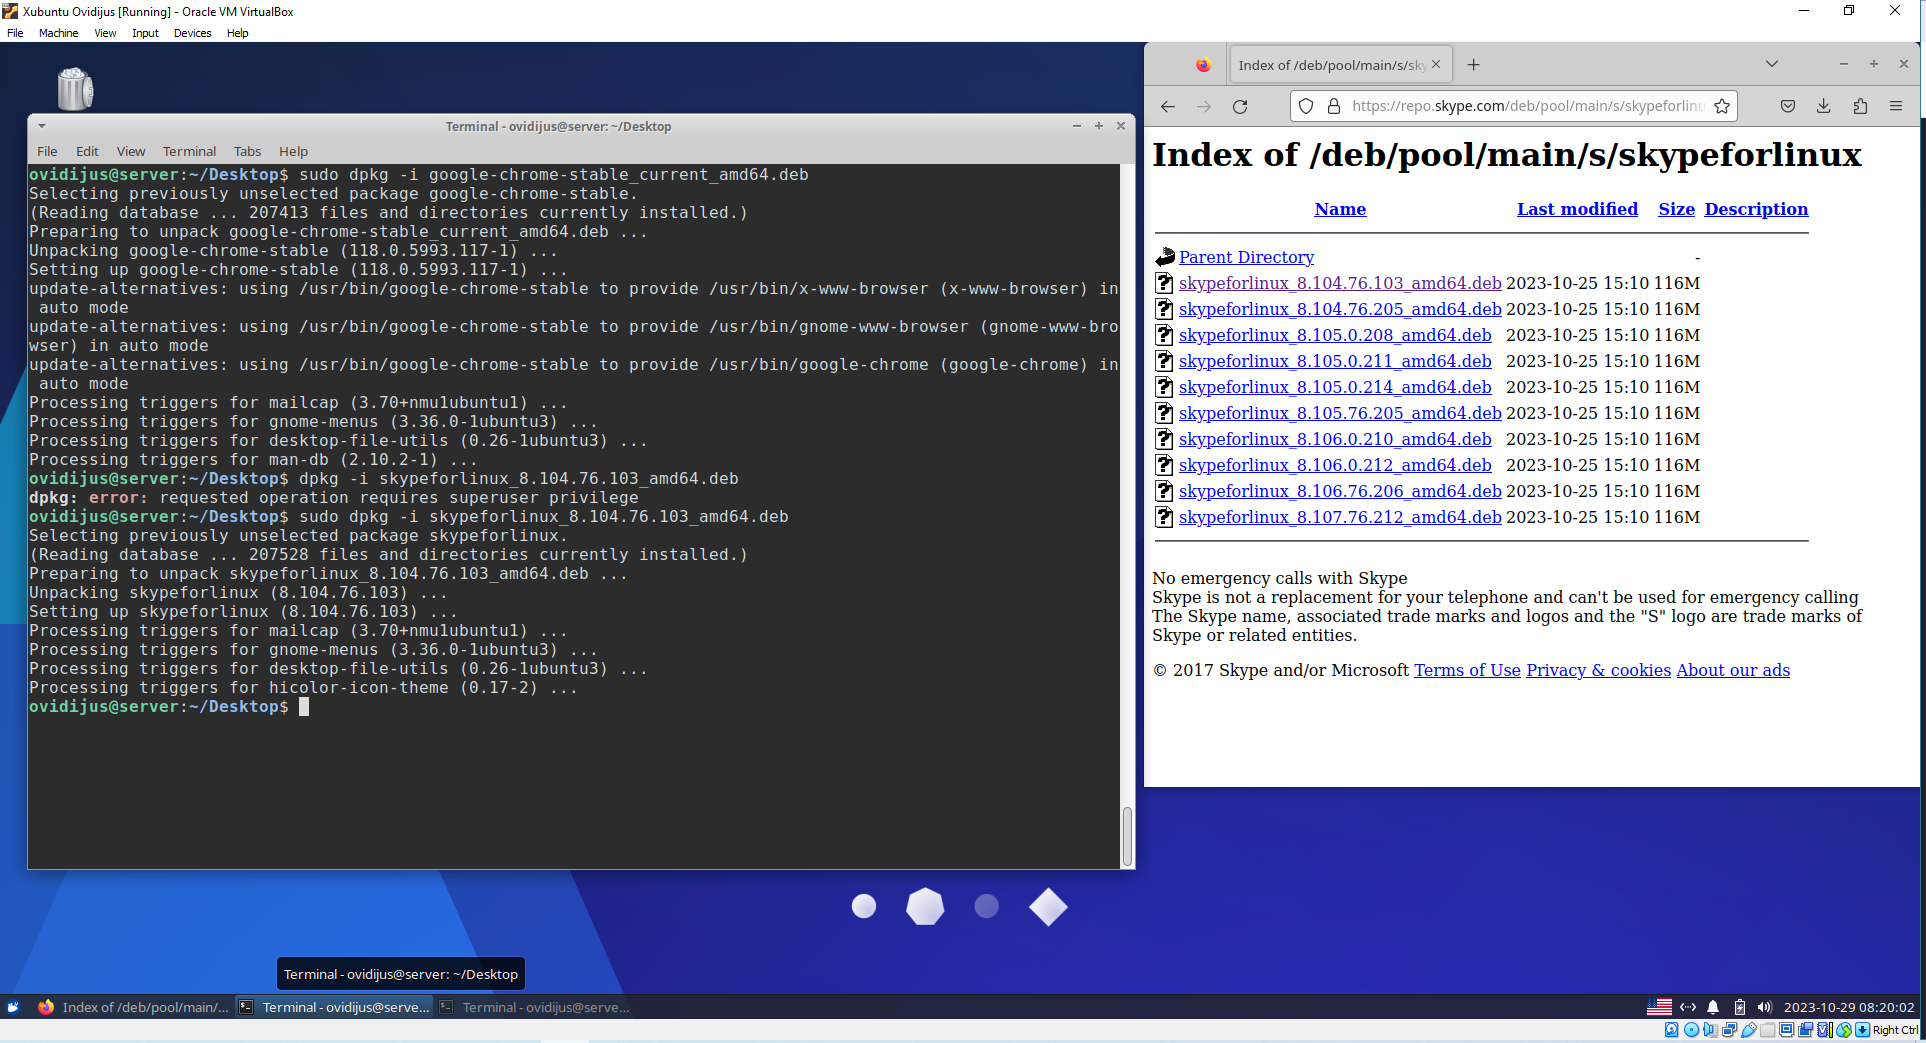 Xubuntu Ovidijus [Running] - Oracle VM VirtualBox
File Machine View Input Devices Help
Terminal - ovidijus@server: ~/Desktop
File Edit View Terminal Tabs Help
ovidijus@server:~/Desktop$ sudo dpkg -i google-chrome-stable_current_amd64.deb
Selecting previously unselected package google-chrome-stable.
(Reading database ... 207413 files and directories currently installed.)
Preparing to unpack google-chrome-stable_current_amd64.deb ...
Unpacking google-chrome-stable (118.0.5993.117-1) ...
Setting up google-chrome-stable (118.0.5993.117-1) ...
update-alternatives: using /usr/bin/google-chrome-stable to provide /usr/bin/x-www-browser (x-www-browser) in
 auto mode
update-alternatives: using /usr/bin/google-chrome-stable to provide /usr/bin/gnome-www-browser (gnome-www-bro
wser) in auto mode
update-alternatives: using /usr/bin/google-chrome-stable to provide /usr/bin/google-chrome (google-chrome) in
 auto mode
Processing triggers for mailcap (3.70+nmu1ubuntu1) ...
Processing triggers for gnome-menus (3.36.0-1ubuntu3) ...
Processing triggers for desktop-file-utils (0.26-1ubuntu3) ...
Processing triggers for man-db (2.10.2-1) ...
ovidijus@server:~/Desktop$ dpkg -i skypeforlinux_8.104.76.103_amd64.deb
dpkg: error: requested operation requires superuser privilege
ovidijus@server:~/Desktop$ sudo dpkg -i skypeforlinux_8.104.76.103_amd64.deb
Selecting previously unselected package skypeforlinux.
(Reading database ... 207528 files and directories currently installed.)
Preparing to unpack skypeforlinux_8.104.76.103_amd64.deb ...
Unpacking skypeforlinux (8.104.76.103) ...
Setting up skypeforlinux (8.104.76.103) ...
Processing triggers for mailcap (3.70+nmu1ubuntu1) ...
Processing triggers for gnome-menus (3.36.0-1ubuntu3) ...
Processing triggers for desktop-file-utils (0.26-1ubuntu3) ...
Processing triggers for hicolor-icon-theme (0.17-2) ...
ovidijus@server:~/Desktop$
Index of /deb/pool/main/s/sky
https://repo.skype.com/deb/pool/main/s/skypeforlinu
Index of /deb/pool/main/s/skypeforlinux
Name Last modified Size Description
Parent Directory -
skypeforlinux_8.104.76.103_amd64.deb 2023-10-25 15:10 116M
skypeforlinux_8.104.76.205_amd64.deb 2023-10-25 15:10 116M
skypeforlinux_8.105.0.208_amd64.deb 2023-10-25 15:10 116M
skypeforlinux_8.105.0.211_amd64.deb 2023-10-25 15:10 116M
skypeforlinux_8.105.0.214_amd64.deb 2023-10-25 15:10 116M
skypeforlinux_8.105.76.205_amd64.deb 2023-10-25 15:10 116M
skypeforlinux_8.106.0.210_amd64.deb 2023-10-25 15:10 116M
skypeforlinux_8.106.0.212_amd64.deb 2023-10-25 15:10 116M
skypeforlinux_8.106.76.206_amd64.deb 2023-10-25 15:10 116M
skypeforlinux_8.107.76.212_amd64.deb 2023-10-25 15:10 116M
No emergency calls with Skype
Skype is not a replacement for your telephone and can't be used for emergency calling
The Skype name, associated trade marks and logos and the "S" logo are trade marks of
Skype or related entities.
© 2017 Skype and/or Microsoft Terms of Use Privacy & cookies About our ads
Terminal - ovidijus@server: ~/Desktop
Index of /deb/pool/main/... Terminal - ovidijus@serve... Terminal - ovidijus@serve... 2023-10-29 08:20:02
Right Ctrl